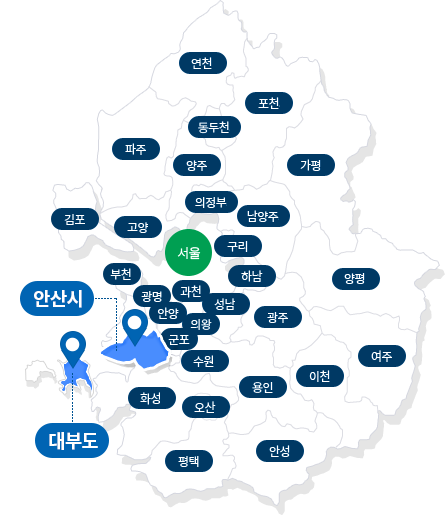 연천
포천
동두천
파주
양주
가평
의정부
김포
남양주
고양
구리
서울
부천
하남
양평
과천
안산시
광명
성남
안양
광주
의왕
군포
여주
수원
이천
용인
화성
오산
대부도
안성
평택